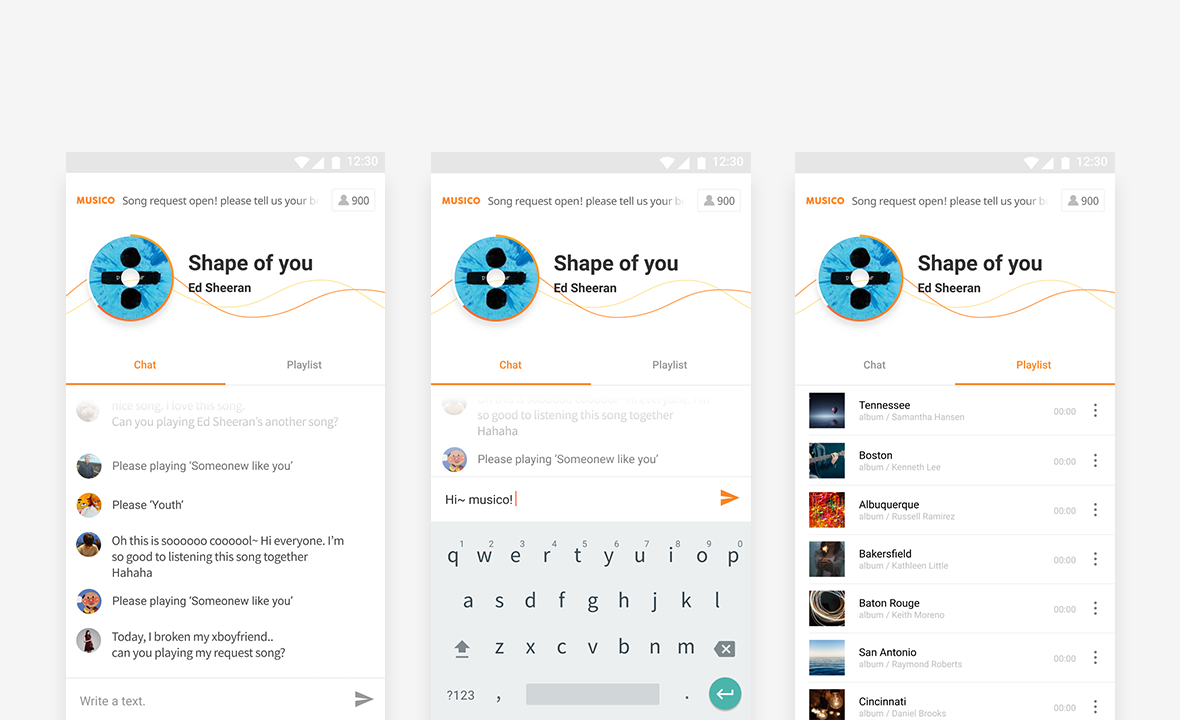 12:30
MUSICO Song request open! please tell us your 900
Shape of you
Ed Sheeran
Chat Playlist
nice song. I love this song.
Can you playing Ed Sheeran's another song?
Please playing ‘Someonew like you’
Please ‘Youth’
Oh this is soooooo coooool~ Hi everyone. I’m
so good to listening this song together
Hahaha
Please playing ‘Someonew like you’
Today, I broken my xboyfriend..
can you playing my request song?
Write a text.
12:30
MUSICO Song request open! please tell us your 900
Shape of you
Ed Sheeran
Chat Playlist
so good to listening this song together
Hahaha
Please playing ‘Someonew like you’
Hi~ musico!
1 2 3 4 5 6 7 8 9 0
q w e r t y u i o p
a s d f g h j k l
z x c v b n m
?123 , .
12:30
MUSICO Song request open! please tell us your 900
Shape of you
Ed Sheeran
Chat Playlist
Tennessee
album / Samantha Hansen
00:00
Boston
album / Kenneth Lee
00:00
Albuquerque
album / Russell Ramirez
00:00
Bakersfield
album / Kathleen Little
00:00
Baton Rouge
album / Keith Moreno
00:00
San Antonio
album / Raymond Roberts
00:00
Cincinnati
album / Daniel Brooks
00:00